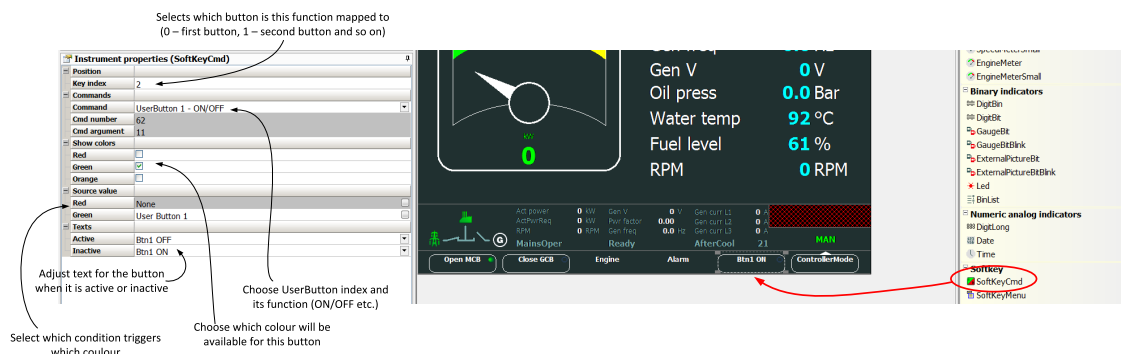 Selects which button is this function mapped to
(0 – first button, 1 – second button and so on)
Instrument properties (SoftKeyCmd)
Position
Key index 2
Commands
Command UserButton 1 - ON/OFF
Cmd number 62
Cmd argument 11
Show colors
Red
Green
Orange
Source value
Red None
Green User Button 1
Texts
Active Btn1 OFF
Inactive Btn1 ON
Adjust text for the button
when it is active or inactive
Choose UserButton index and
its function (ON/OFF etc.)
Choose which colour will be
available for this button
Select which condition triggers
which coulour
kW
0
Gen V 0 V
Oil press 0.0 Bar
Water temp 92 °C
Fuel level 61 %
RPM 0 RPM
Act power 0 kW Gen V 0 V Gen curr L1 0 A
ActPwrReq 0 kW Pwr factor 0.00 Gen curr L2 0 A
RPM 0 RPM Gen freq 0.0 Hz Gen curr L3 0 A
G
MainsOper Ready AfterCool 21
MAN
Open MCB Close GCB Engine Alarm Btn1 ON ControllerMode
SpeedMeterSmall
EngineMeter
EngineMeterSmall
Binary indicators
DigitBin
DigitBit
GaugeBit
GaugeBitBlink
ExternalPictureBit
ExternalPictureBitBlink
Led
BinList
Numeric analog indicators
DigitLong
Date
Time
Softkey
SoftKeyCmd
SoftKeyMenu